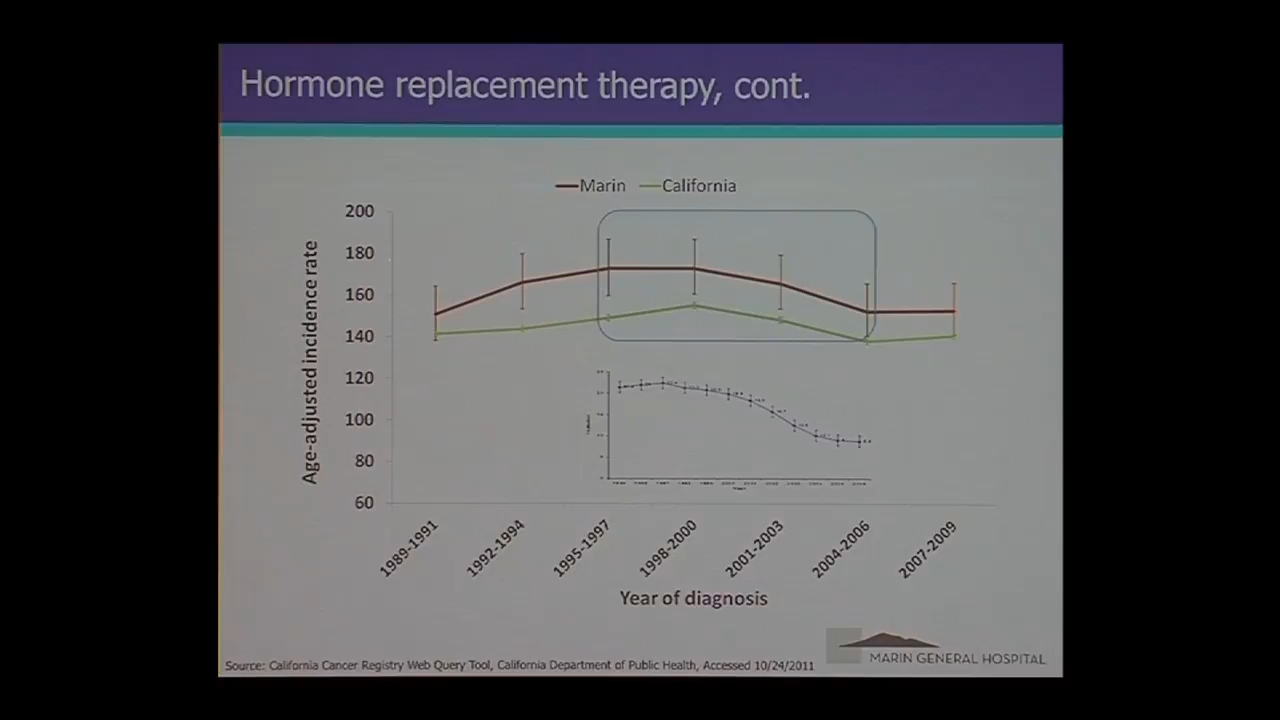 Hormone replacement therapy, cont.
Marin California
200
180
160
140
120
100
80
60
Age-adjusted incidence rate
1989-1991
1992-1994
1995-1997
1998-2000
2001-2003
2004-2006
2007-2009
Year of diagnosis
MARIN GENERAL HOSPITAL
Source: California Cancer Registry Web Query Tool, California Department of Public Health, Accessed 10/24/2011